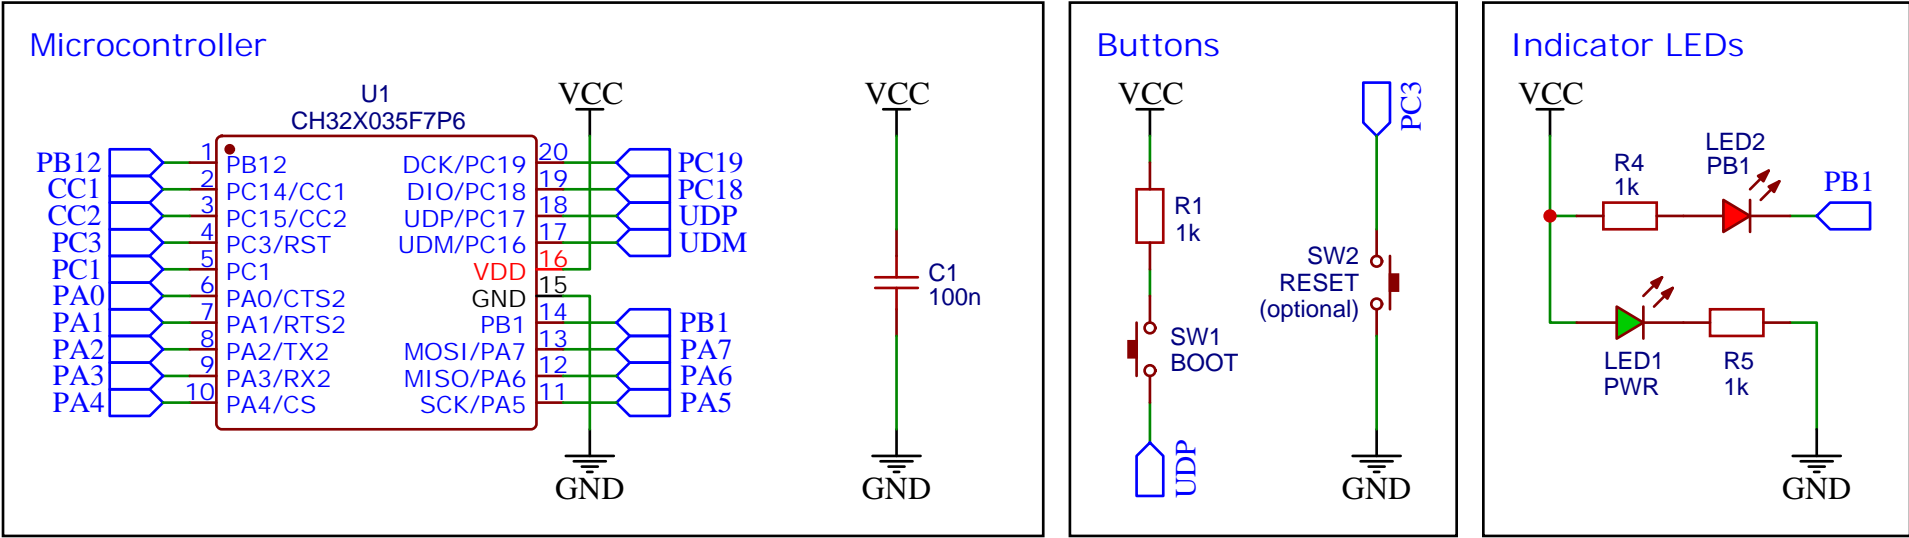 Microcontroller
U1
CH32X035F7P6
VCC
VCC
PB12
CC1
CC2
PC3
PC1
PA0
PA1
PA2
PA3
PA4
1
2
3
4
5
6
7
8
9
10
PB12
PC14/CC1
PC15/CC2
PC3/RST
PC1
PA0/CTS2
PA1/RTS2
PA2/TX2
PA3/RX2
PA4/CS
DCK/PC19
DIO/PC18
UDP/PC17
UDM/PC16
VDD
GND
PB1
MOSI/PA7
MISO/PA6
SCK/PA5
20
19
18
17
16
15
14
13
12
11
PC19
PC18
UDP
UDM
PB1
PA7
PA6
PA5
GND
C1
100n
GND
Buttons
VCC
R1
1k
SW1
BOOT
UDP
PC3
SW2
RESET
(optional)
GND
Indicator LEDs
VCC
R4
1k
LED2
PB1
PB1
LED1
PWR
R5
1k
GND